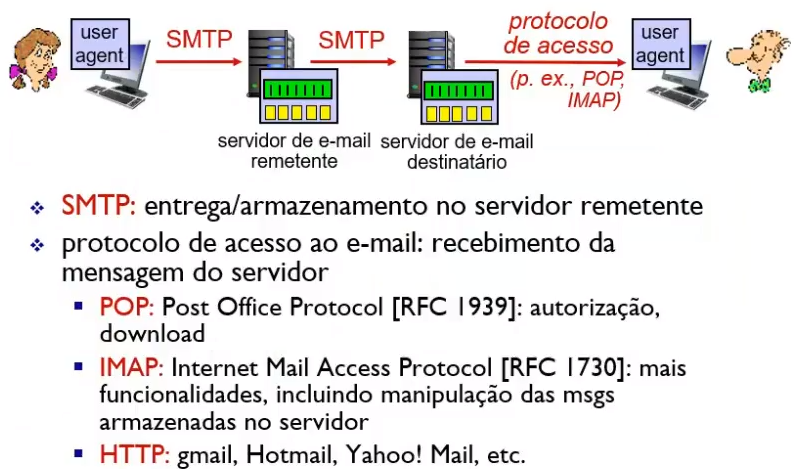 user
agent
SMTP
SMTP
protocolo
de acesso
(p. ex., POP,
IMAP)
user
agent
servidor de e-mail
remetente
servidor de e-mail
destinatário
SMTP: entrega/armazenamento no servidor remetente
protocolo de acesso ao e-mail: recebimento da
mensagem do servidor
POP: Post Office Protocol [RFC 1939]: autorização,
download
IMAP: Internet Mail Access Protocol [RFC 1730]: mais
funcionalidades, incluindo manipulação das msgs
armazenadas no servidor
HTTP: gmail, Hotmail, Yahoo! Mail, etc.